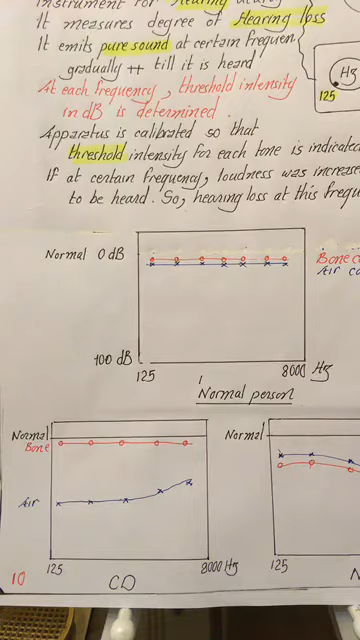 Instrument for Hearing
It measures degree of Hearing loss
It emits pure sound at certain frequen
gradually ++ till it is heard
At each frequency, threshold intensity
in dB is determined.
Hz
125
Apparatus is calibrated so that
threshold intensity for each tone is indicated
If at certain frequency, loudness was increase
to be heard. So, hearing loss at this freque
Normal 0 dB
Bone c
Air co
100 dB
125
8000 Hz
Normal person
Normal
Bone
Air
125
8000 Hz
CD
Normal
125
N
10